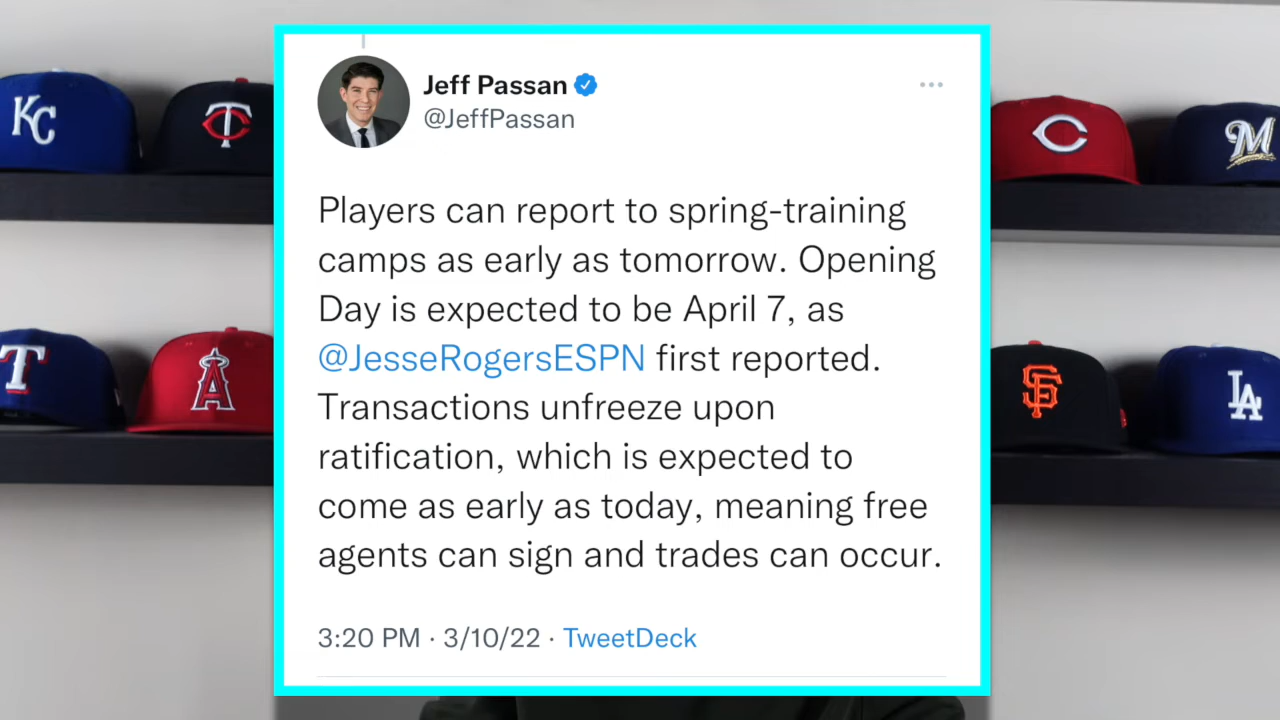 Jeff Passan
@JeffPassan
Players can report to spring-training
camps as early as tomorrow. Opening
Day is expected to be April 7, as
@JesseRogersESPN first reported.
Transactions unfreeze upon
ratification, which is expected to
come as early as today, meaning free
agents can sign and trades can occur.
3:20 PM · 3/10/22 · TweetDeck
KC
TC
C
M
T
A
SF
LA